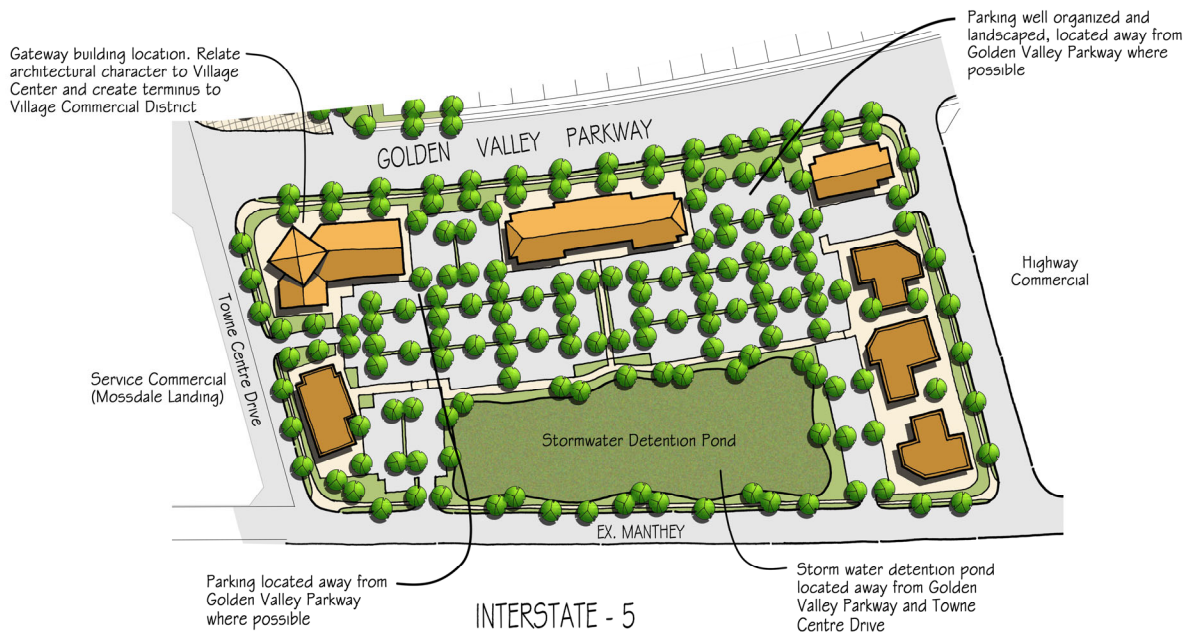 Gateway building location. Relate
architectural character to Village
Center and create terminus to
Village Commercial District
Parking well organized and
landscaped, located away from
Golden Valley Parkway where
possible
GOLDEN VALLEY PARKWAY
Highway
Commercial
Towne Centre Drive
Service Commercial
(Mossdale Landing)
Stormwater Detention Pond
EX. MANTHEY
Parking located away from
Golden Valley Parkway
where possible
INTERSTATE - 5
Storm water detention pond
located away from Golden
Valley Parkway and Towne
Centre Drive